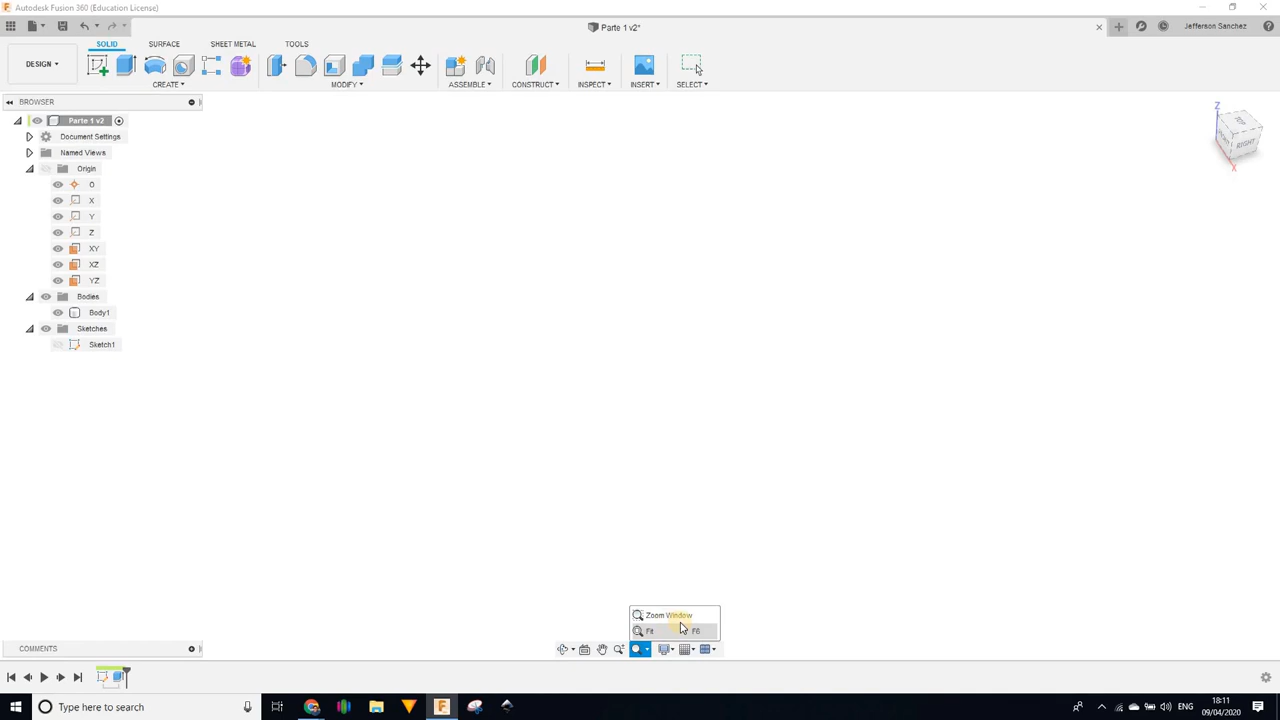 Autodesk Fusion 360 (Education License)
Parte 1 v2*
Jefferson Sanchez
SOLID
SURFACE
SHEET METAL
TOOLS
DESIGN
CREATE
MODIFY
ASSEMBLE
CONSTRUCT
INSPECT
INSERT
SELECT
BROWSER
Parte 1 v2
Document Settings
Named Views
Origin
O
X
Y
Z
XY
XZ
YZ
Bodies
Body1
Sketches
Sketch1
Z
TOP
RIGHT
X
Zoom Window
Fit F6
COMMENTS
Type here to search
ENG
18:11
09/04/2020